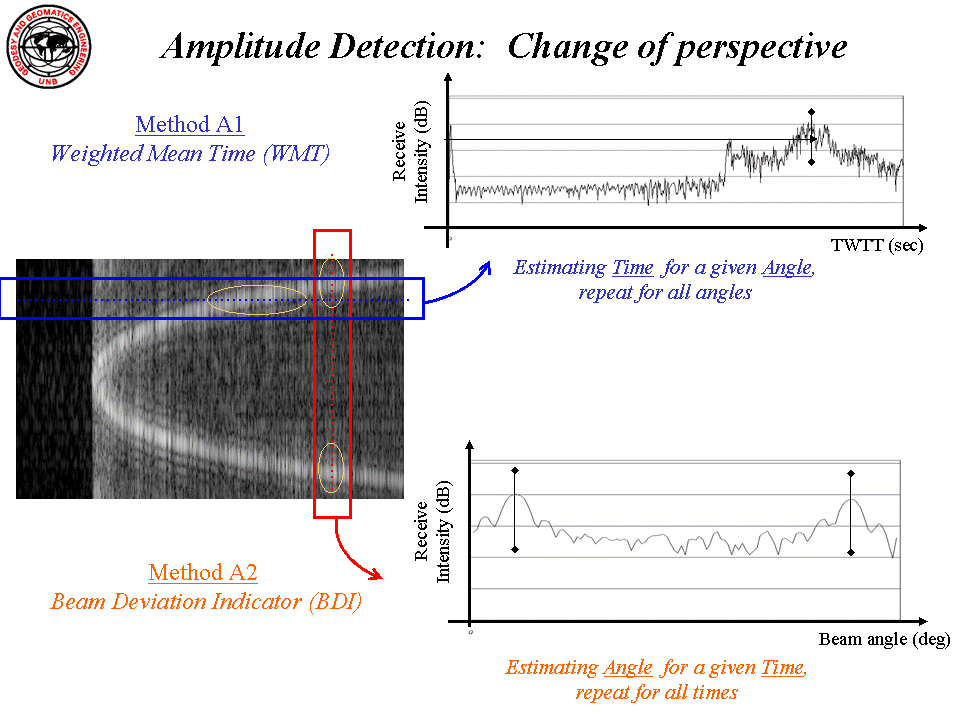 GEODESY AND GEOMATICS ENGINEERING
UNB
Amplitude Detection: Change of perspective
Method A1
Weighted Mean Time (WMT)
Receive
Intensity (dB)
TWTT (sec)
Estimating Time for a given Angle,
repeat for all angles
Receive
Intensity (dB)
0
Beam angle (deg)
Method A2
Beam Deviation Indicator (BDI)
Estimating Angle for a given Time,
repeat for all times